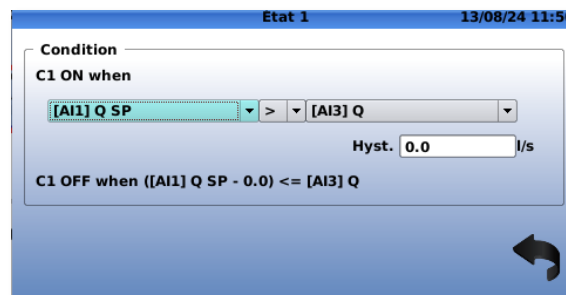 Etat 1
13/08/24 11:5
Condition
C1 ON when
[AI1] Q SP > [AI3] Q
Hyst. 0.0 l/s
C1 OFF when ([AI1] Q SP - 0.0) <= [AI3] Q